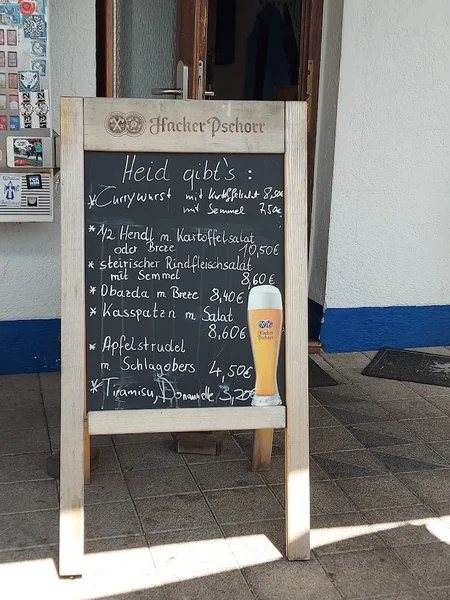 Hacker-Pschorr
Heid gibt's :
* Currywurst mit Kartoffelsalat 8,50€
mit Semmel 7,50€
* 1/2 Hendl m. Kartoffelsalat
oder Breze 10,50€
* steirischer Rindfleischsalat
mit Semmel 8,60€
* Obazda m Breze 8,40€
* Kasspatzn m Salat
8,60€
* Apfelstrudel
m Schlagobers 4,50€
* Tiramisu, Donauwelle 3,20€
Hacker
Pschorr